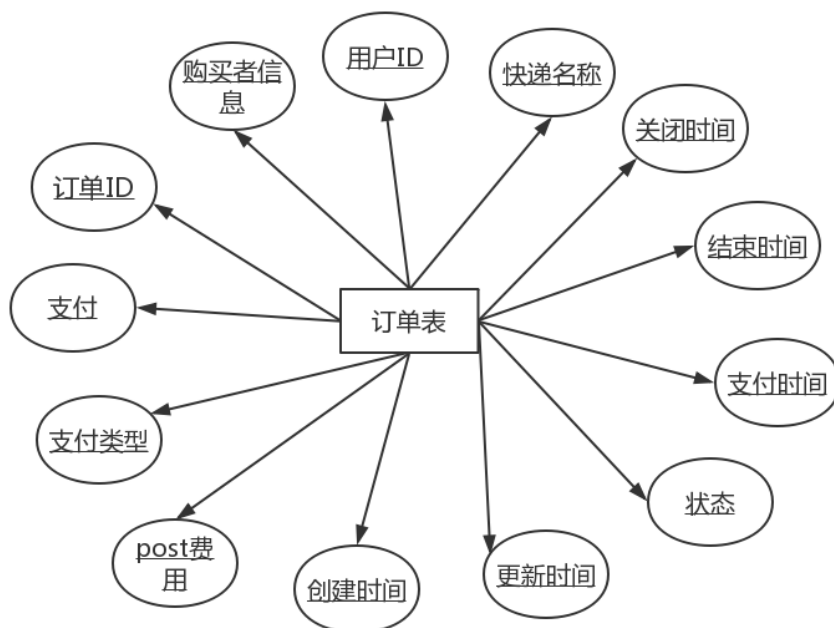 用户ID
快递名称
购买者信
息
关闭时间
订单ID
结束时间
支付
订单表
支付时间
支付类型
状态
post费
用
更新时间
创建时间